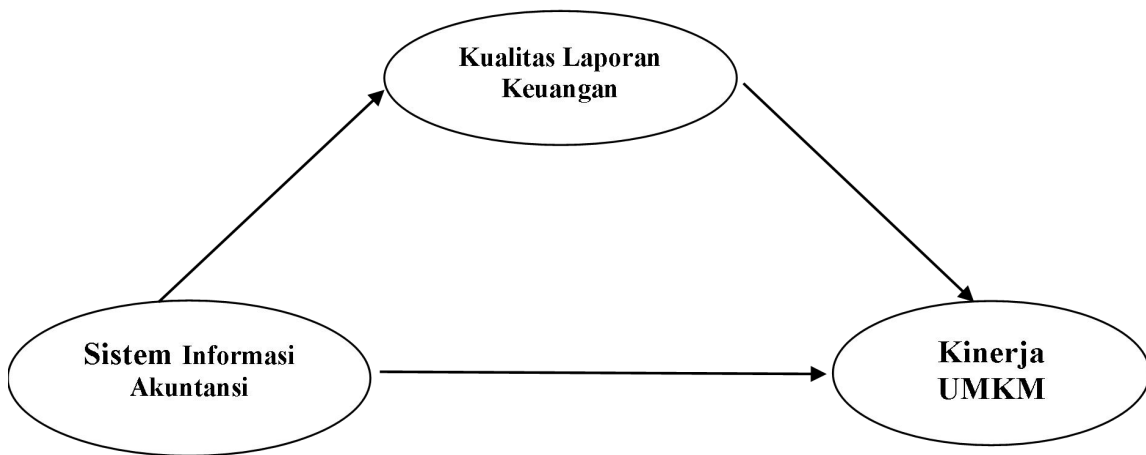 Kualitas Laporan
Keuangan
Sistem Informasi
Akuntansi
Kinerja
UMKM